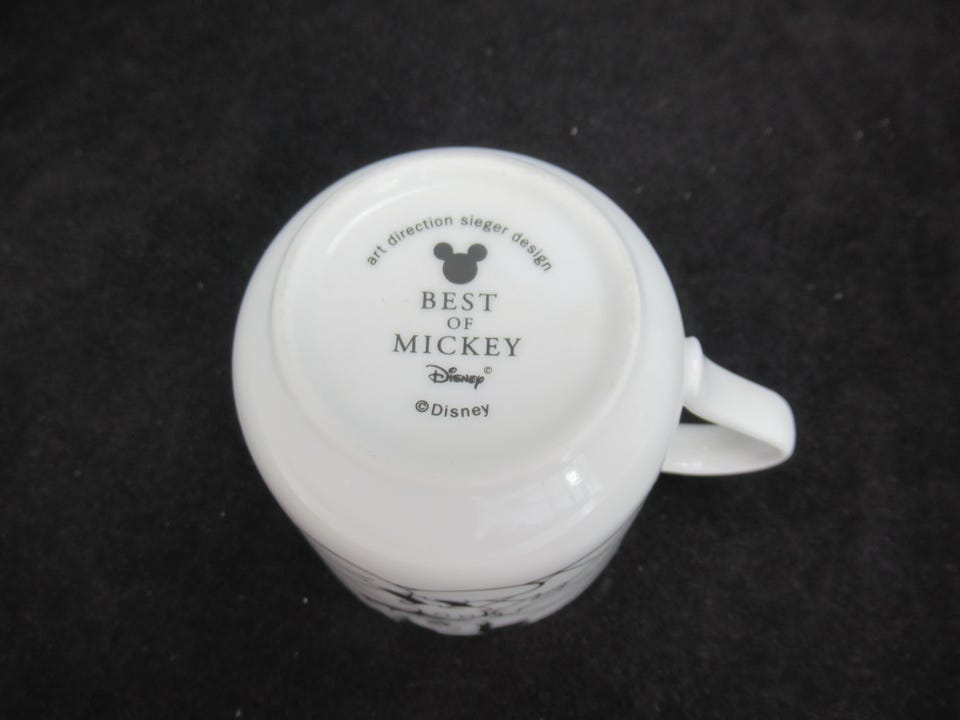 art direction sieger design
BEST
OF
MICKEY
Disney©
©Disney